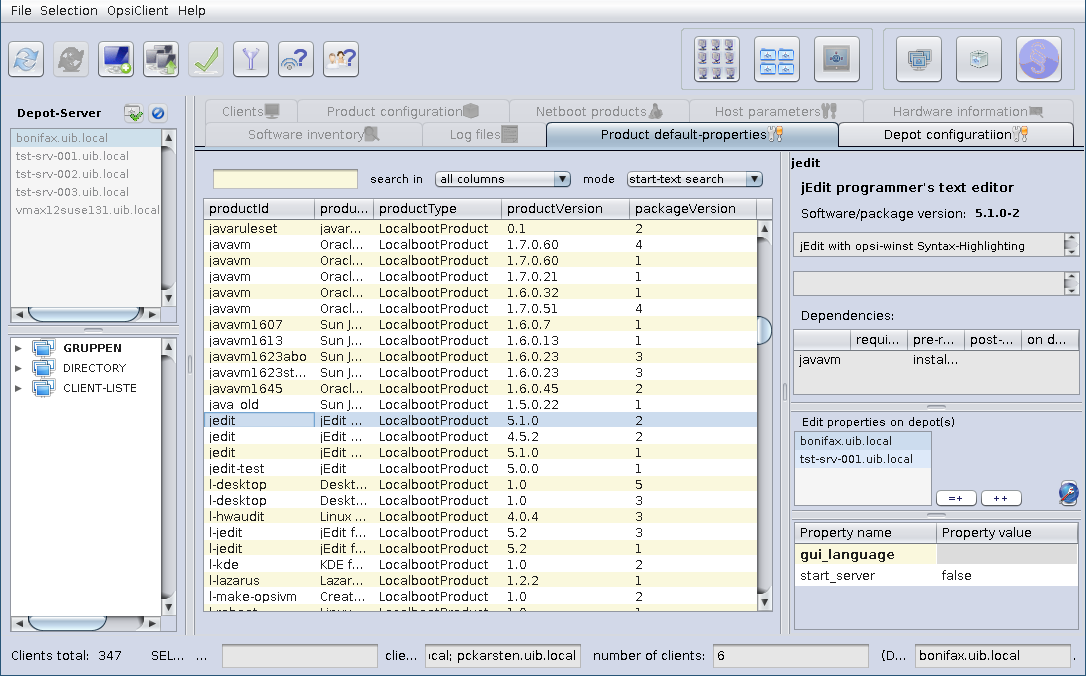 File Selection OpsiClient Help
Depot-Server
bonifax.uib.local
tst-srv-001.uib.local
tst-srv-002.uib.local
tst-srv-003.uib.local
vmax12suse131.uib.local
GRUPPEN
DIRECTORY
CLIENT-LISTE
Clients Product configuration Netboot products Host parameters Hardware information
Software inventory Log files Product default-properties Depot configuratiion
search in all columns mode start-text search
productId produ... productType productVersion packageVersion
javaruleset javar... LocalbootProduct 0.1 2
javavm Oracl... LocalbootProduct 1.7.0.60 4
javavm Oracl... LocalbootProduct 1.7.0.60 1
javavm Oracl... LocalbootProduct 1.7.0.21 1
javavm Oracl... LocalbootProduct 1.6.0.32 1
javavm Oracl... LocalbootProduct 1.7.0.51 4
javavm1607 Sun J... LocalbootProduct 1.6.0.7 1
javavm1613 Sun J... LocalbootProduct 1.6.0.13 1
javavm1623abo Sun J... LocalbootProduct 1.6.0.23 3
javavm1623st... Sun J... LocalbootProduct 1.6.0.23 3
javavm1645 Oracl... LocalbootProduct 1.6.0.45 2
java_old Sun J... LocalbootProduct 1.5.0.22 1
jedit jEdit ... LocalbootProduct 5.1.0 2
jedit jEdit ... LocalbootProduct 4.5.2 2
jedit jEdit ... LocalbootProduct 5.1.0 1
jedit-test jEdit LocalbootProduct 5.0.0 1
l-desktop Deskt... LocalbootProduct 1.0 5
l-desktop Deskt... LocalbootProduct 1.0 3
l-hwaudit Linux ... LocalbootProduct 4.0.4 3
l-jedit jEdit f... LocalbootProduct 5.2 3
l-jedit jEdit f... LocalbootProduct 5.2 1
l-kde KDE f... LocalbootProduct 1.0 2
l-lazarus Lazar... LocalbootProduct 1.2.2 1
l-make-opsivm Creat... LocalbootProduct 1.0 2
jedit
jEdit programmer's text editor
Software/package version: 5.1.0-2
jEdit with opsi-winst Syntax-Highlighting
Dependencies:
requi... pre-r... post-... on d...
javavm instal...
Edit properties on depot(s)
bonifax.uib.local
tst-srv-001.uib.local
=+ ++
Property name Property value
gui_language
start_server false
Clients total: 347 SEL... ... clie... cal; pckarsten.uib.local number of clients: 6 (D... bonifax.uib.local .